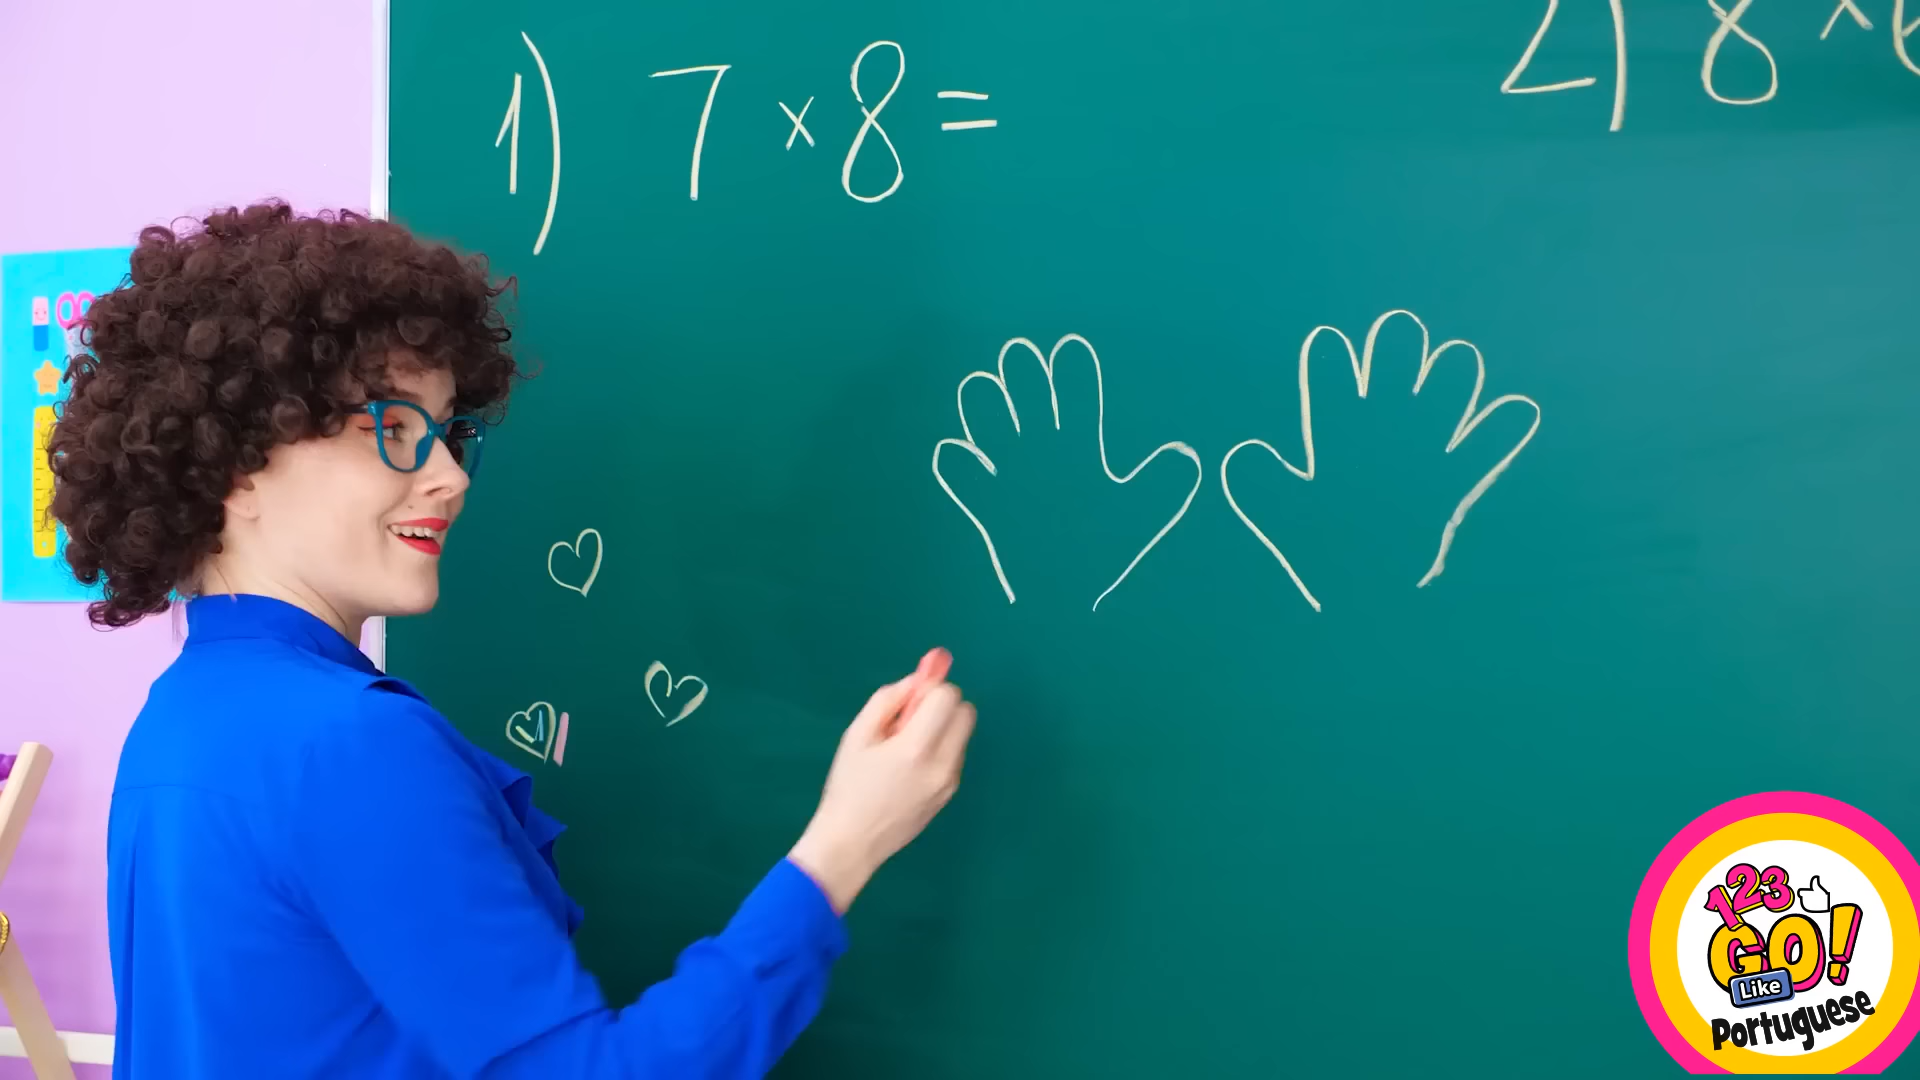 1) 7 x 8 =
2) 8 x
123
GO!
Like
Portuguese